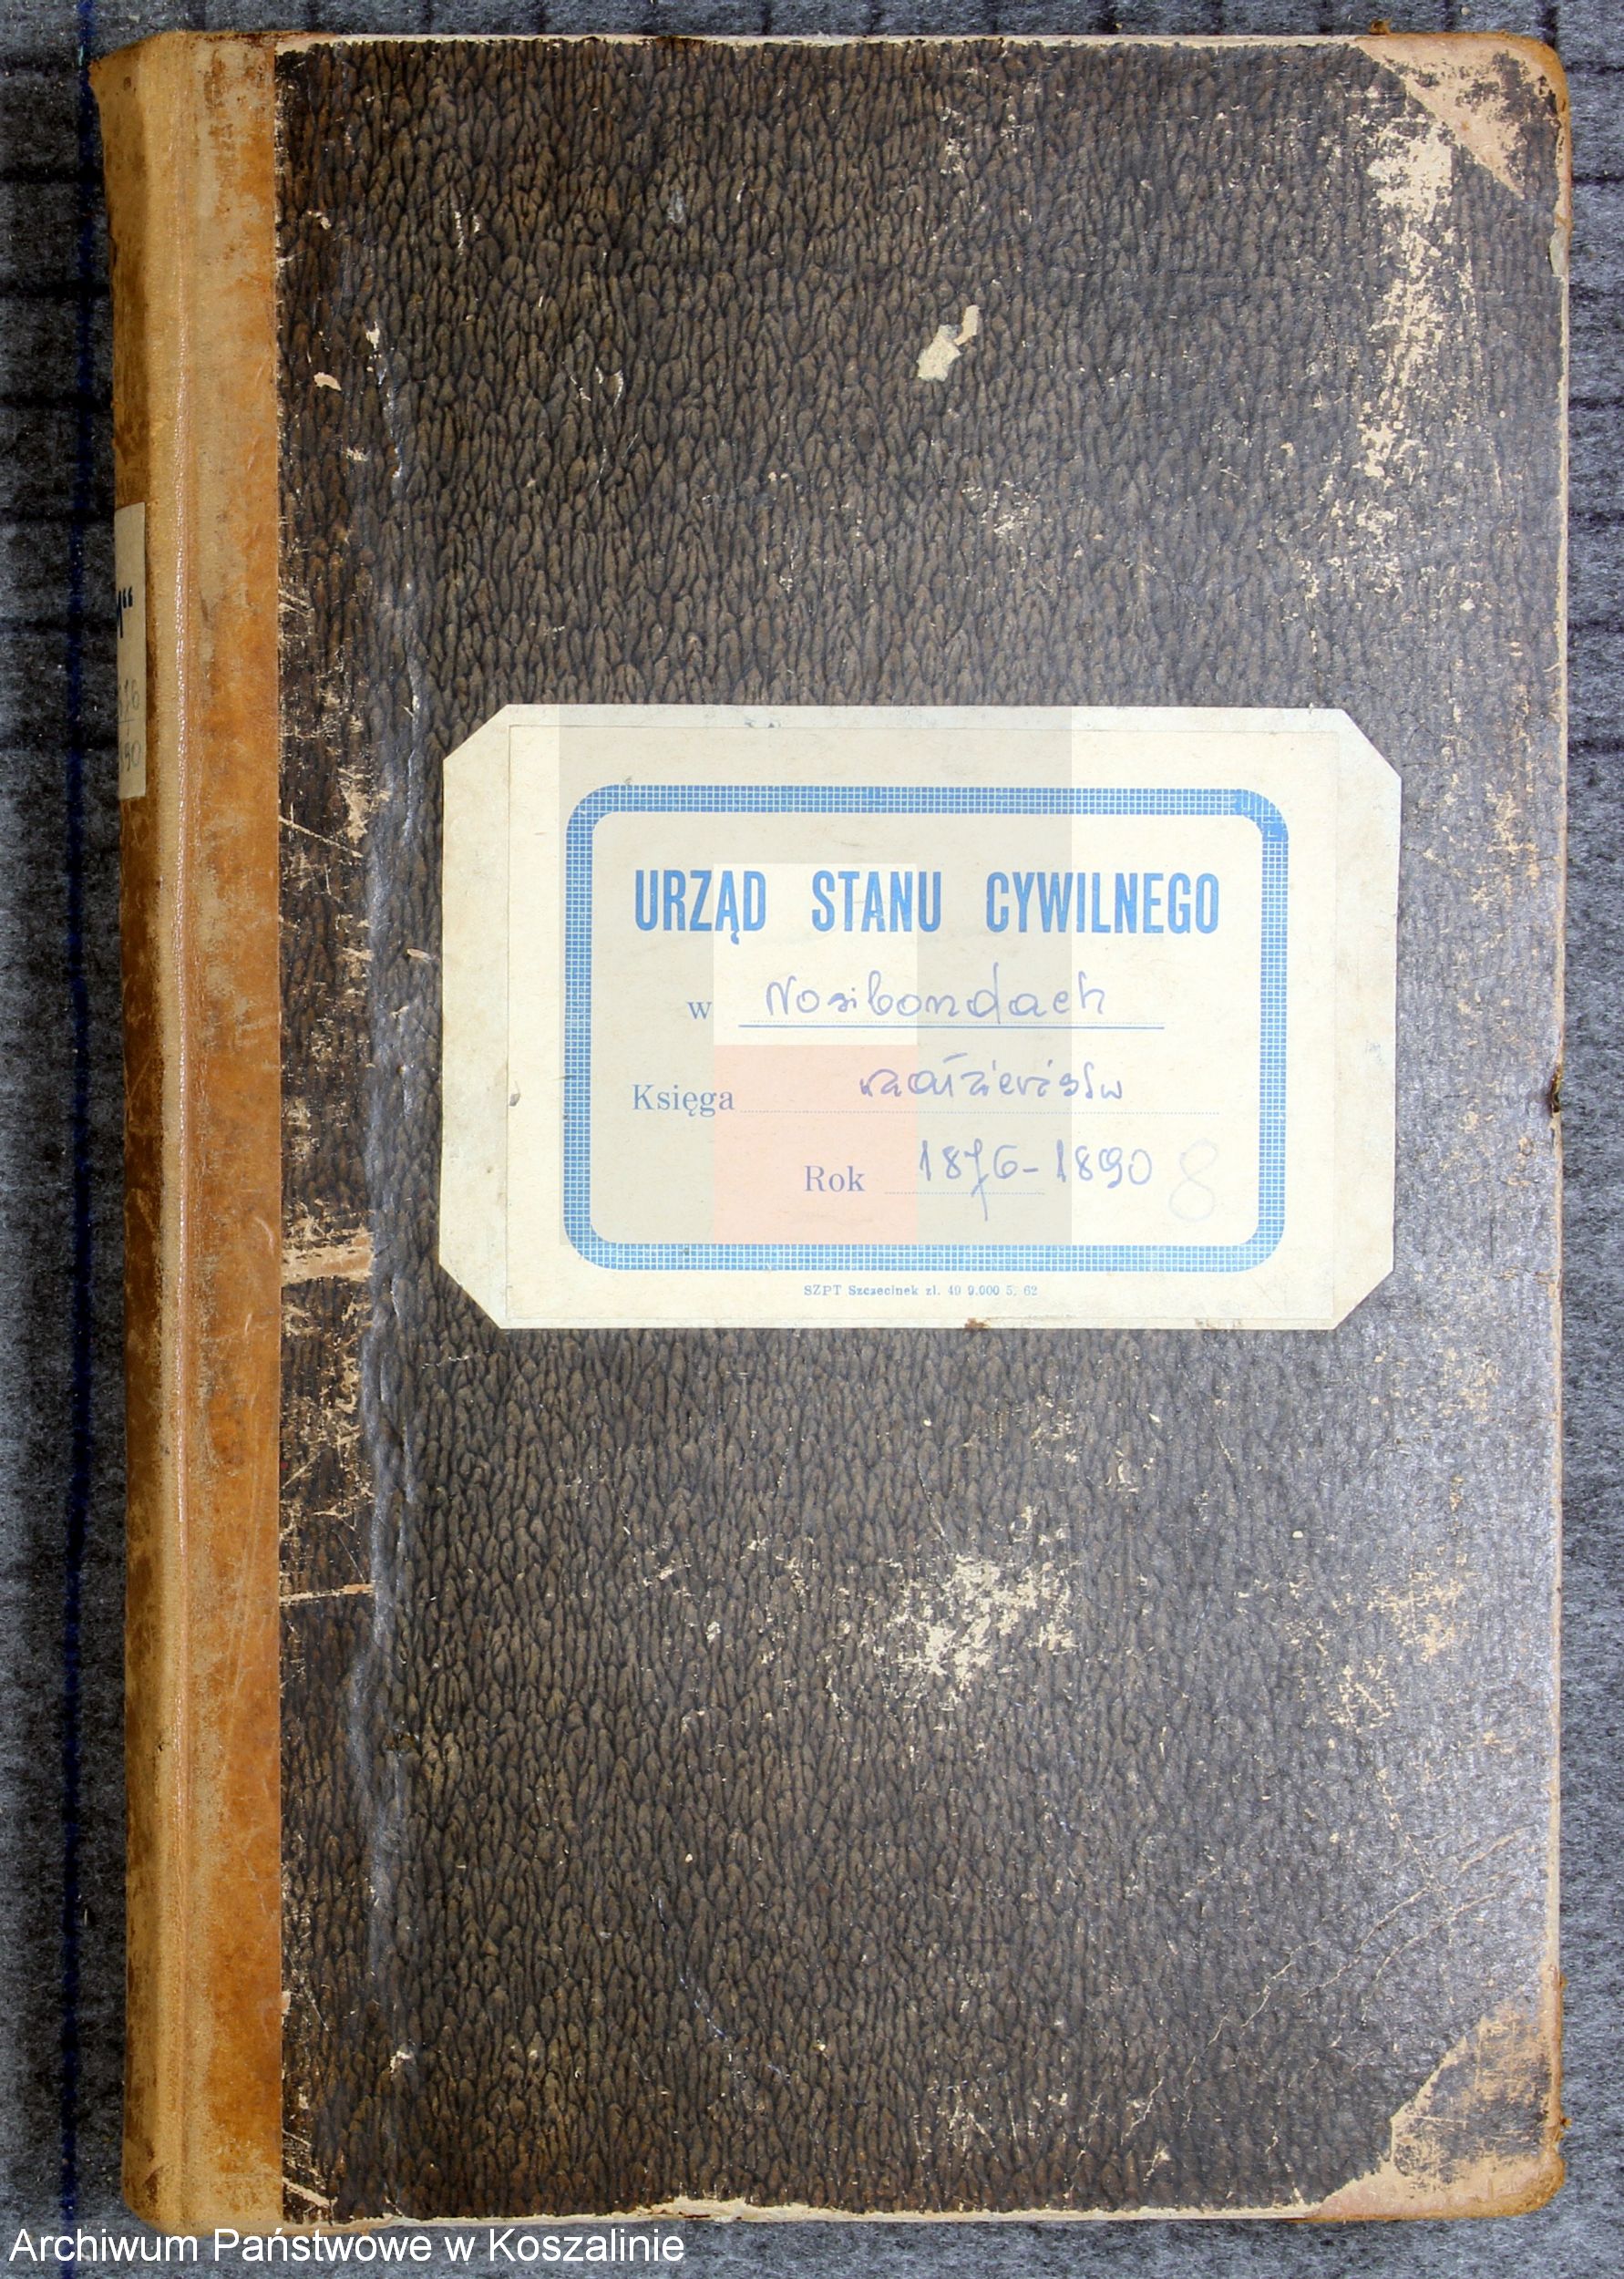 URZĄD STANU CYWILNEGO
w Nosibondach
Księga
Rok 1876-1890 8
SZPT Szczecinek zl. 49 9.000 5. 62
Archiwum Państwowe w Koszalinie